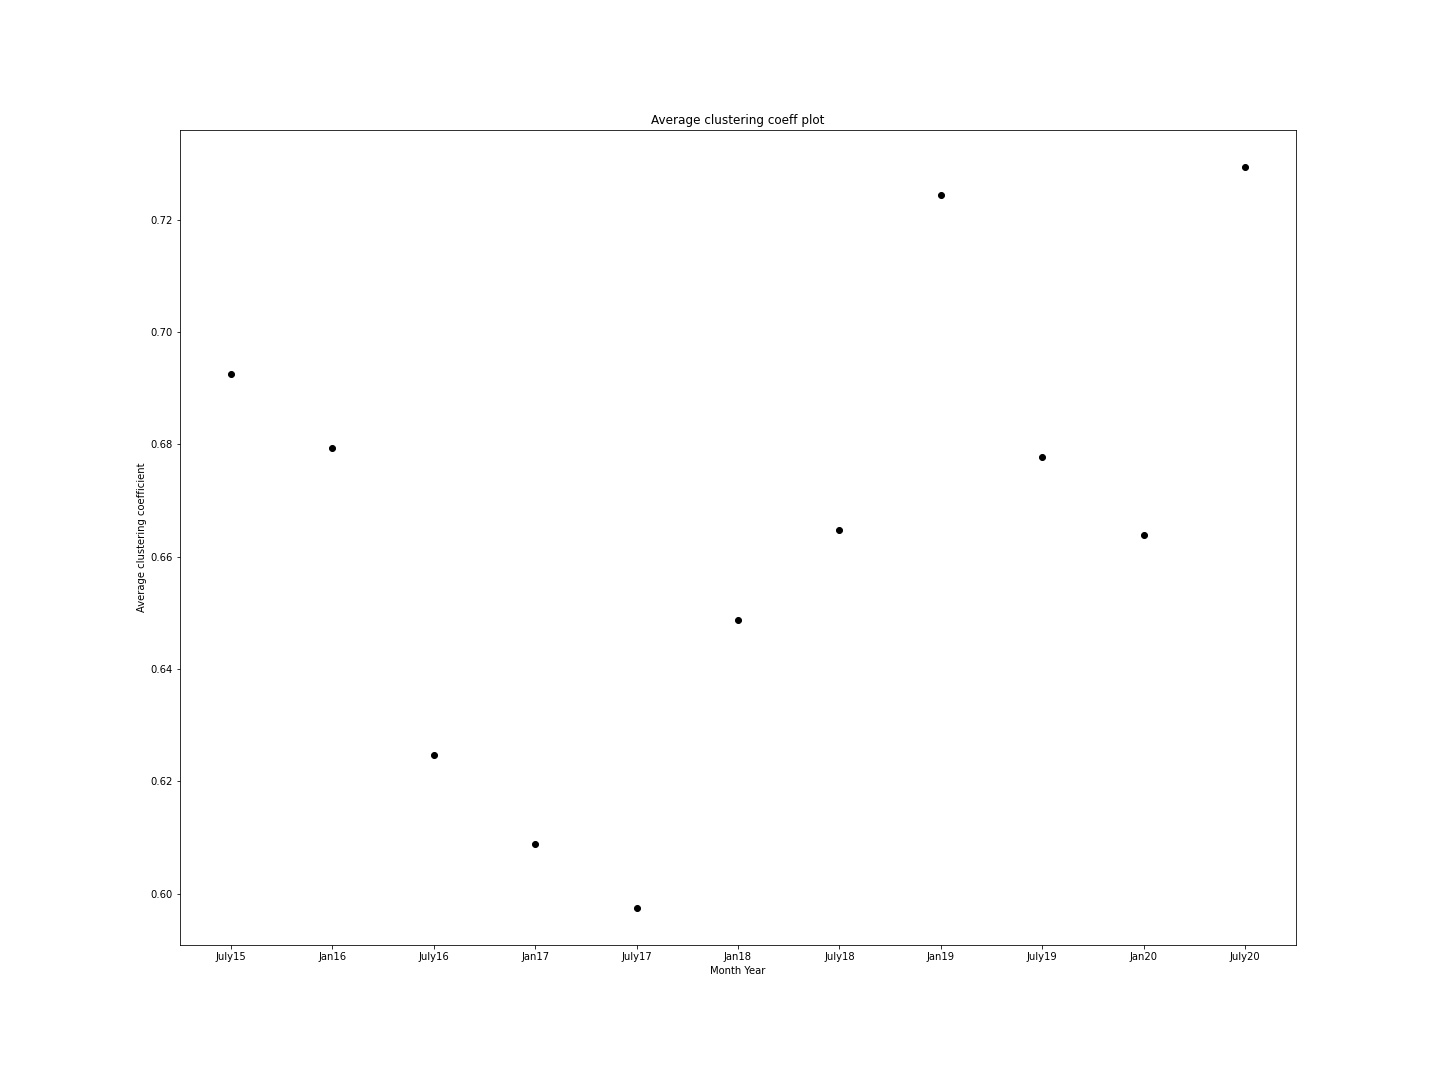 Average clustering coeff plot
0.72
0.70
0.68
0.66
0.64
0.62
0.60
Average clustering coefficient
July15 Jan16 July16 Jan17 July17 Jan18 July18 Jan19 July19 Jan20 July20
Month Year